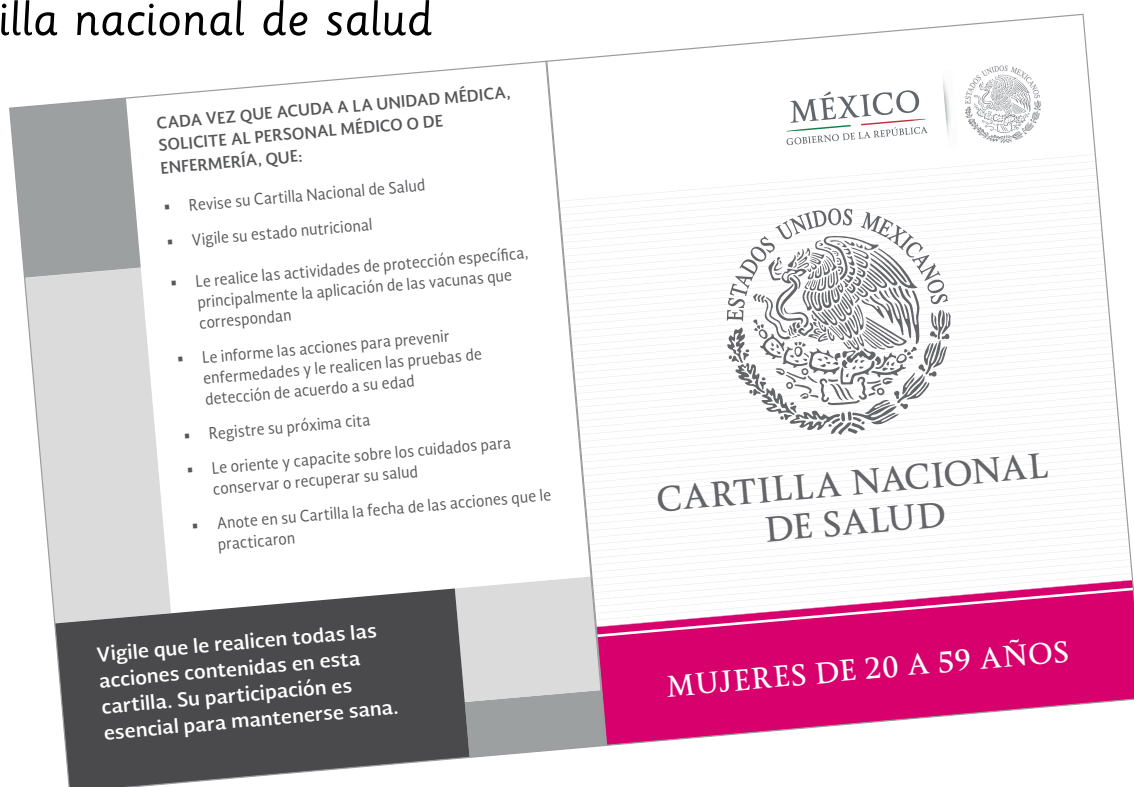 illa nacional de salud
CADA VEZ QUE ACUDA A LA UNIDAD MÉDICA,
SOLICITE AL PERSONAL MÉDICO O DE
ENFERMERÍA, QUE:
▪ Revise su Cartilla Nacional de Salud
▪ Vigile su estado nutricional
▪ Le realice las actividades de protección específica,
principalmente la aplicación de las vacunas que
correspondan
▪ Le informe las acciones para prevenir
enfermedades y le realicen las pruebas de
detección de acuerdo a su edad
▪ Registre su próxima cita
▪ Le oriente y capacite sobre los cuidados para
conservar o recuperar su salud
▪ Anote en su Cartilla la fecha de las acciones que le
practicaron
Vigile que le realicen todas las
acciones contenidas en esta
cartilla. Su participación es
esencial para mantenerse sana.
MÉXICO
GOBIERNO DE LA REPÚBLICA
ESTADOS UNIDOS MEXICANOS
ESTADOS UNIDOS MEXICANOS
CARTILLA NACIONAL
DE SALUD
MUJERES DE 20 A 59 AÑOS